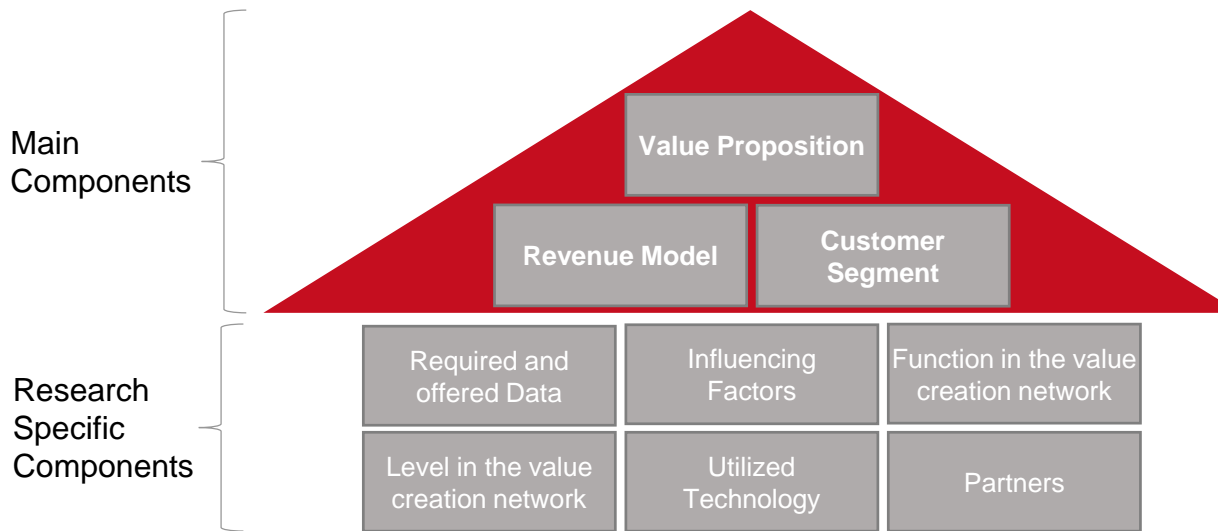 Main
Components
Value Proposition
Revenue Model
Customer
Segment
Research
Specific
Components
Required and
offered Data
Influencing
Factors
Function in the value
creation network
Level in the value
creation network
Utilized
Technology
Partners